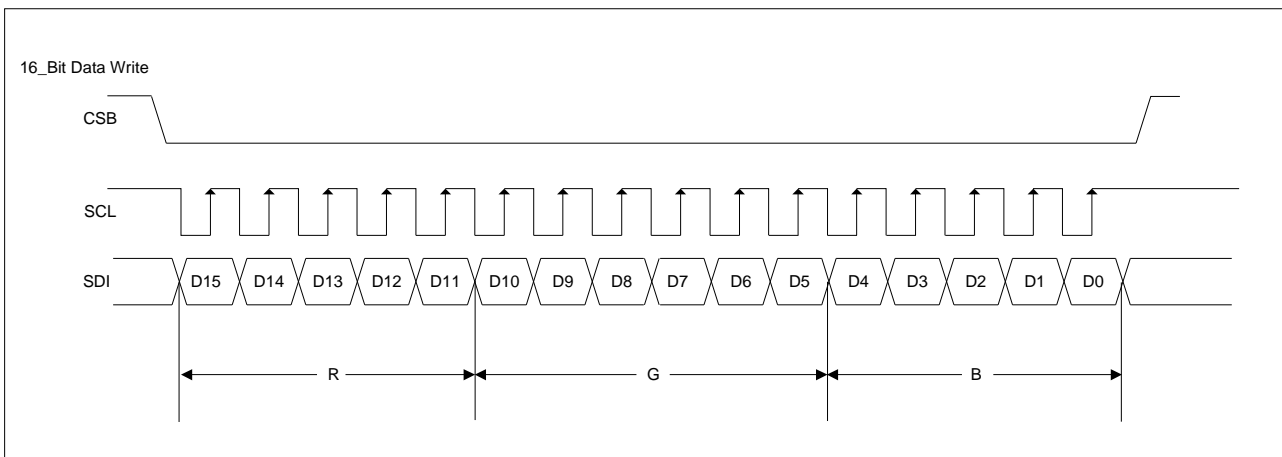 16_Bit Data Write
CSB
SCL
SDI D15 D14 D13 D12 D11 D10 D9 D8 D7 D6 D5 D4 D3 D2 D1 D0
R G B